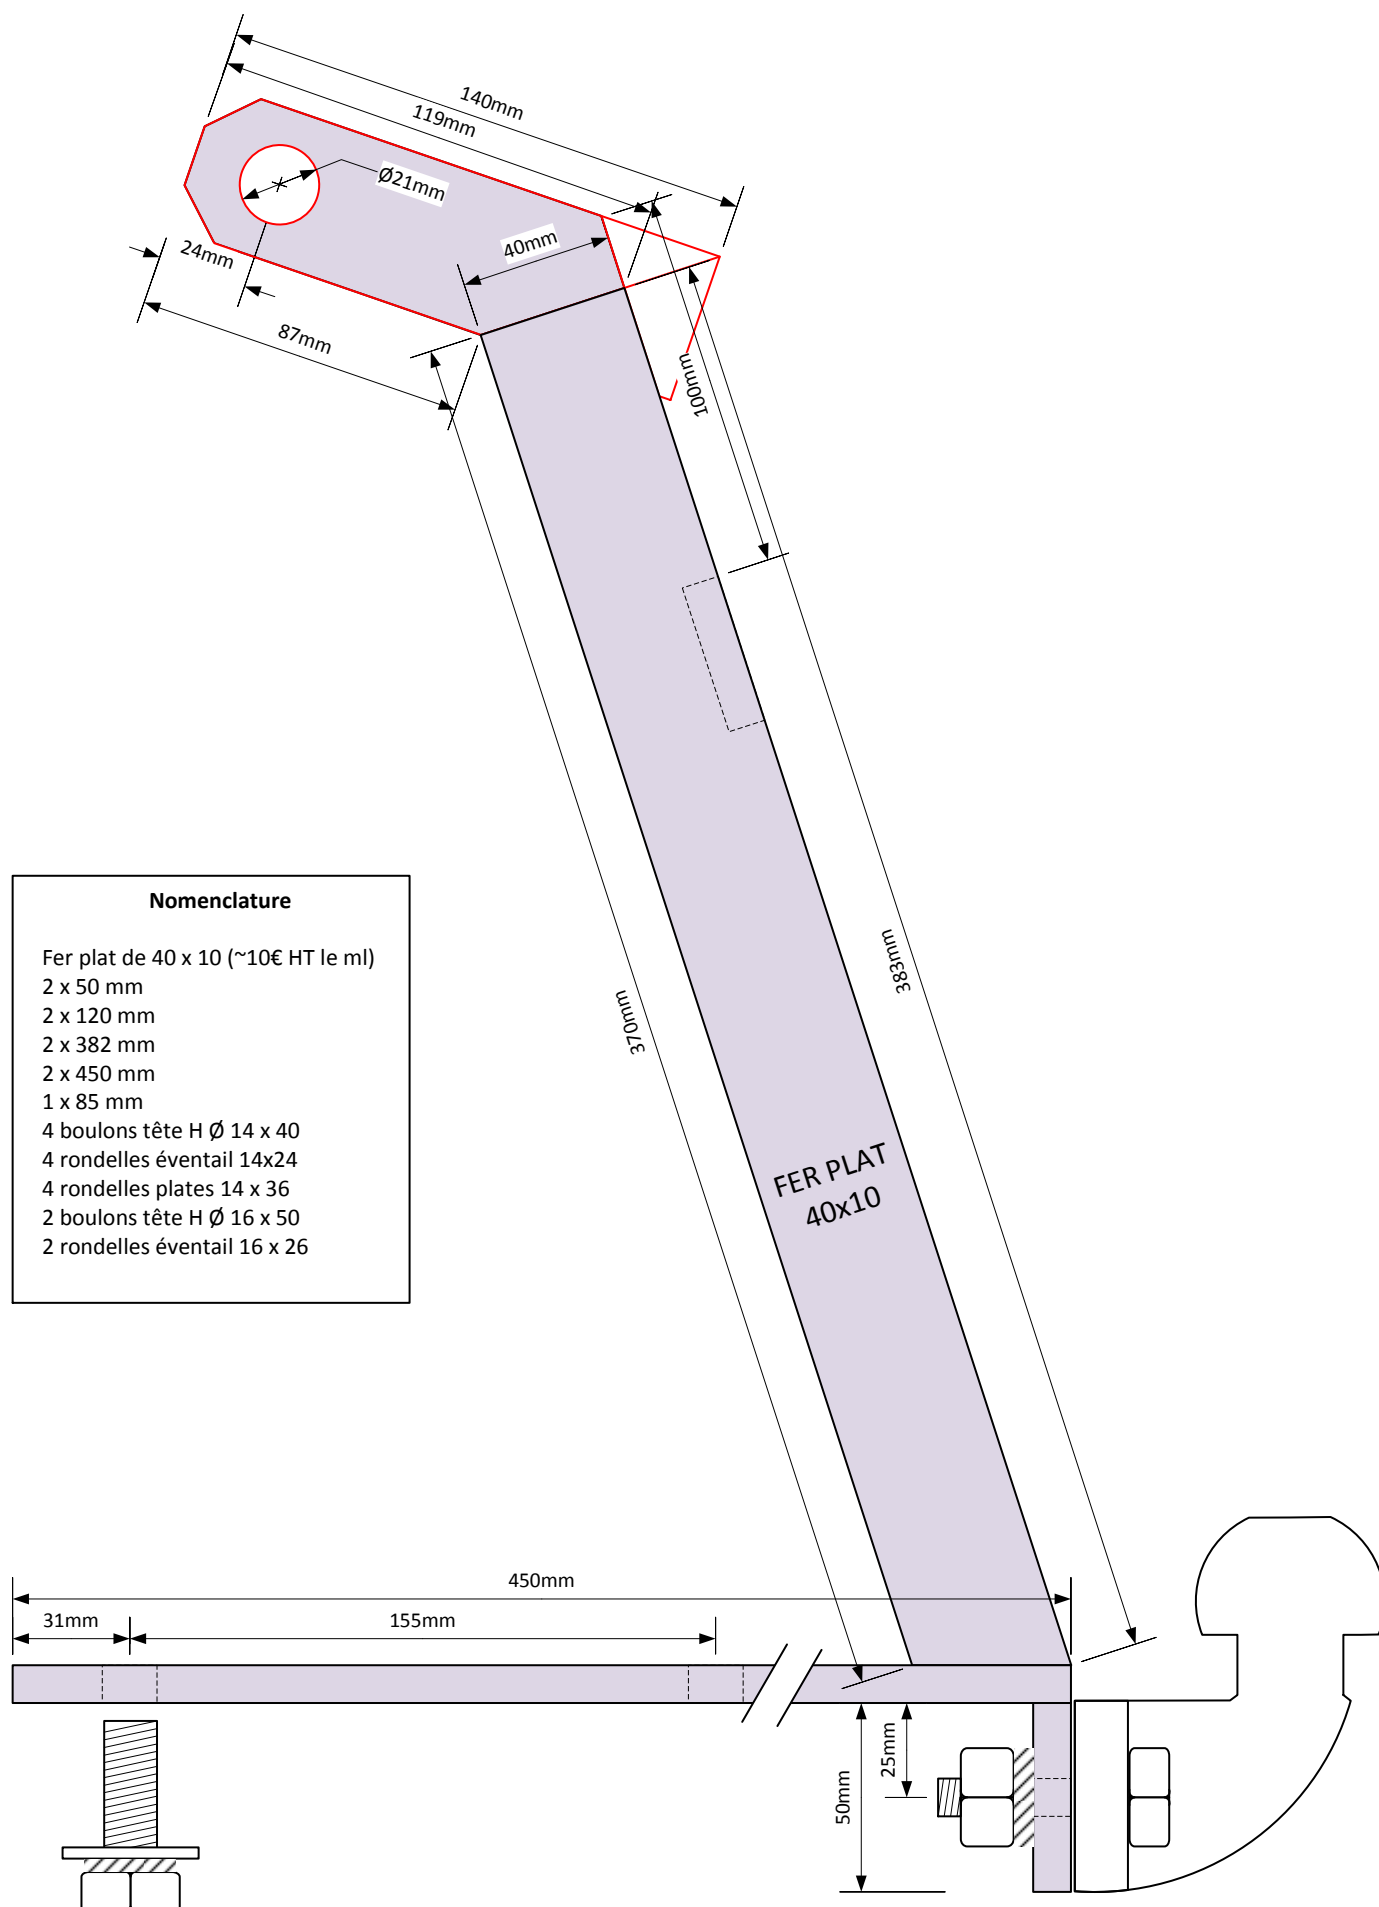 140mm
119mm
Ø21mm
40mm
24mm
87mm
100mm
383mm
370mm
Nomenclature
Fer plat de 40 x 10 (~10€ HT le ml)
2 x 50 mm
2 x 120 mm
2 x 382 mm
2 x 450 mm
1 x 85 mm
4 boulons tête H Ø 14 x 40
4 rondelles éventail 14x24
4 rondelles plates 14 x 36
2 boulons tête H Ø 16 x 50
2 rondelles éventail 16 x 26
FER PLAT
40x10
450mm
31mm
155mm
25mm
50mm